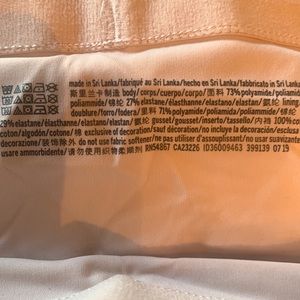 made in Sri Lanka/fabriqué au Sri Lanka/hecho en Sri Lanka/fabbricato in Sri Lanka/
斯里兰卡制造 body/corps/cuerpo/corpo/面料 73% polyamide/polyamide/poliamida/
poliammide/锦纶 27% elastane/élasthanne/elastano/elastan/氨纶 lining/
doublure/forro/fodera/里料 71% polyamide/polyamide/poliamida/poliammide/锦纶
29% elastane/élasthanne/elastano/elastan/氨纶 gusset/gousset/inserto/tassello/内裆 100% cotton/
coton/algodón/cotone/棉 exclusive of decoration/sauf décoration/no incluye la decoración/esclusa
decorazione/装饰除外 do not use fabric softener/ne pas utiliser d'assouplissant/no usar suavizante/non
usare ammorbidente/请勿使用织物柔顺剂 RN54867 CA23226 ID36009463 399139 07 19